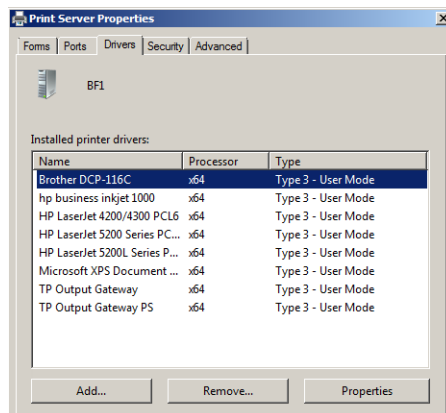 Print Server Properties
Forms Ports Drivers Security Advanced
BF1
Installed printer drivers:
Name Processor Type
Brother DCP-116C x64 Type 3 - User Mode
hp business inkjet 1000 x64 Type 3 - User Mode
HP LaserJet 4200/4300 PCL6 x64 Type 3 - User Mode
HP LaserJet 5200 Series PC... x64 Type 3 - User Mode
HP LaserJet 5200L Series P... x64 Type 3 - User Mode
Microsoft XPS Document ... x64 Type 3 - User Mode
TP Output Gateway x64 Type 3 - User Mode
TP Output Gateway PS x64 Type 3 - User Mode
Add... Remove... Properties